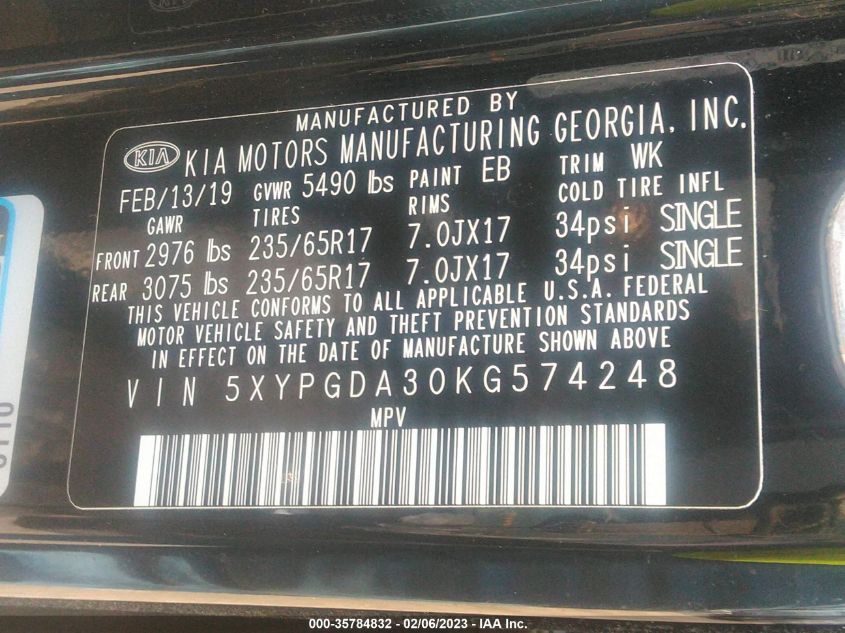 MANUFACTURED BY
KIA KIA MOTORS MANUFACTURING GEORGIA, INC.
FEB/13/19 GVWR 5490 lbs PAINT EB TRIM WK
GAWR TIRES RIMS COLD TIRE INFL
FRONT 2976 lbs 235/65R17 7.0JX17 34psi SINGLE
REAR 3075 lbs 235/65R17 7.0JX17 34psi SINGLE
THIS VEHICLE CONFORMS TO ALL APPLICABLE U.S.A. FEDERAL
MOTOR VEHICLE SAFETY AND THEFT PREVENTION STANDARDS
IN EFFECT ON THE DATE OF MANUFACTURE SHOWN ABOVE
VIN 5XYPGDA30KG574248
MPV
000-35784832 - 02/06/2023 - IAA Inc.